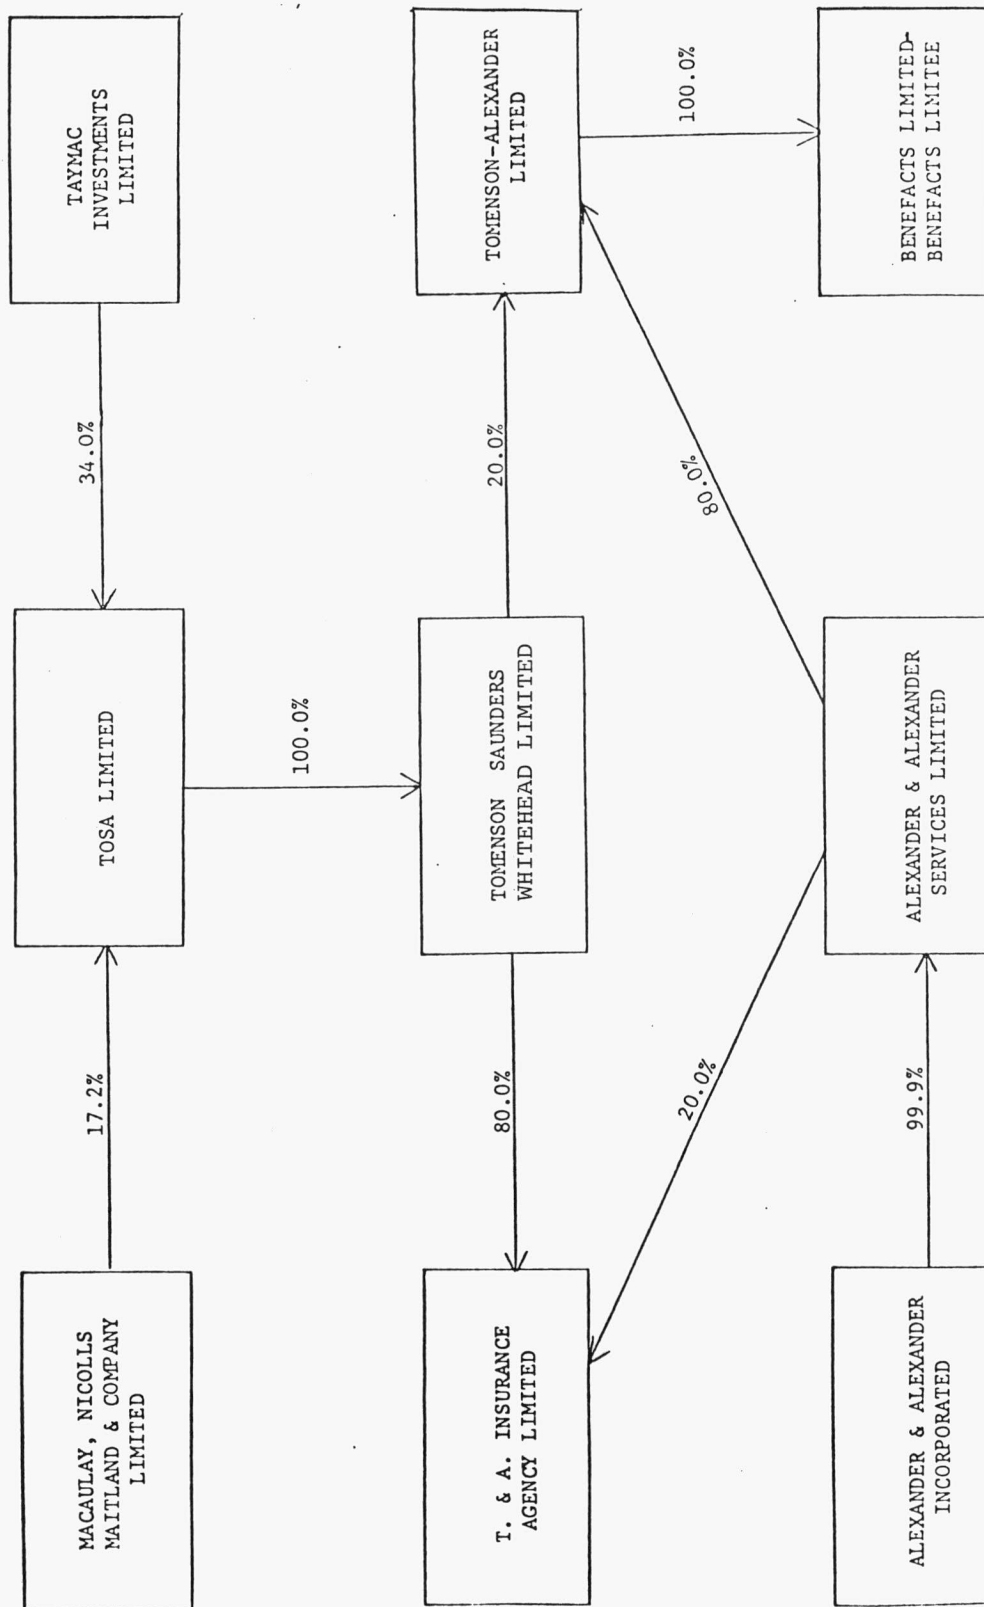 MACAULAY, NICOLLS
MAITLAND & COMPANY
LIMITED
17.2%
TOSA LIMITED
34.0%
TAYMAC
INVESTMENTS
LIMITED
100.0%
T. & A. INSURANCE
AGENCY LIMITED
80.0%
TOMENSON SAUNDERS
WHITEHEAD LIMITED
20.0%
TOMENSON-ALEXANDER
LIMITED
20.0%
80.0%
100.0%
ALEXANDER & ALEXANDER
INCORPORATED
99.9%
ALEXANDER & ALEXANDER
SERVICES LIMITED
BENEFACTS LIMITED-
BENEFACTS LIMITEE